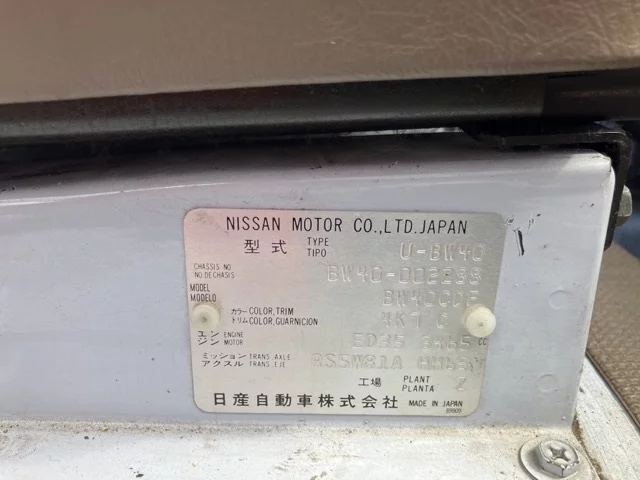 NISSAN MOTOR CO.,LTD.JAPAN
型式 TYPE TIPO U-BW40
CHASSIS NO NO DE CHASIS
MODEL MODELO
カラー COLOR,TRIM
トリム COLOR,GUARNICION 4K1 G
エンジン ENGINE MOTOR ED35 3465 cc
ミッション アクスル TRANS.AXLE TRANS.EJE RS5W81A
工場 PLANT PLANTA Z
日産自動車株式会社 MADE IN JAPAN